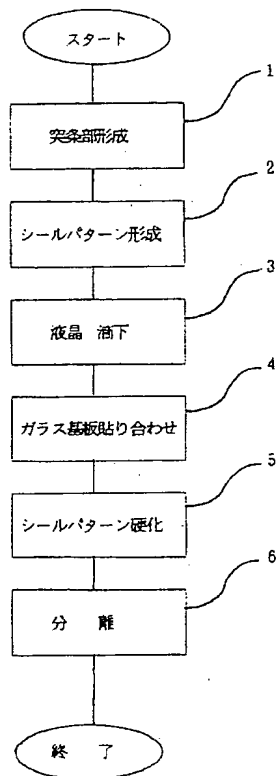 スタート
1
突条部形成
2
シールパターン形成
3
液晶 滴下
4
ガラス基板貼り合わせ
5
シールパターン硬化
6
分 離
終 了